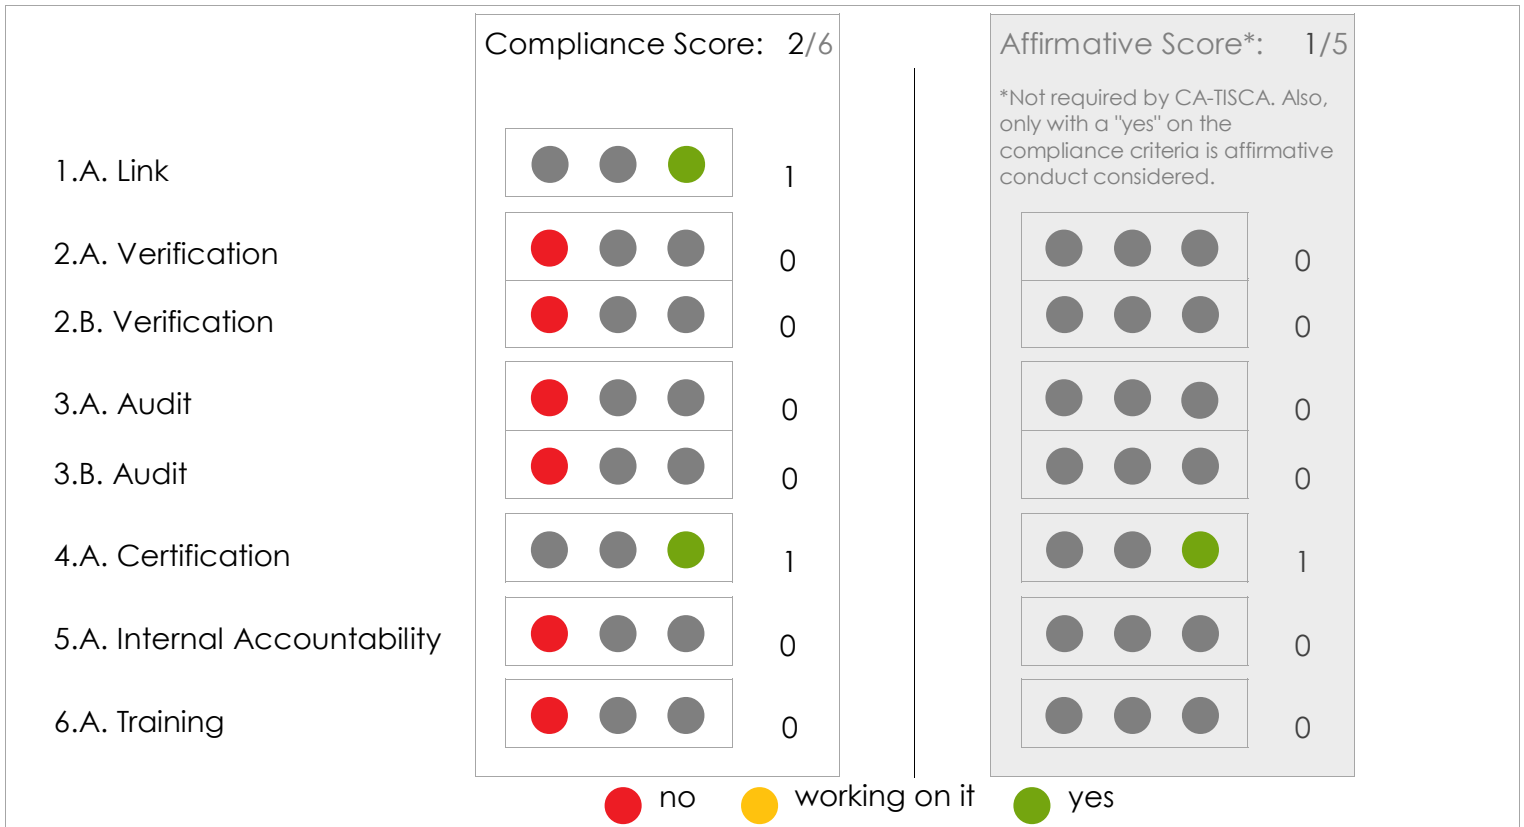 Compliance Score: 2/6
Affirmative Score*: 1/5
*Not required by CA-TISCA. Also,
only with a "yes" on the
compliance criteria is affirmative
conduct considered.
1.A. Link 1
2.A. Verification 0 0
2.B. Verification 0 0
3.A. Audit 0 0
3.B. Audit 0 0
4.A. Certification 1 1
5.A. Internal Accountability 0 0
6.A. Training 0 0
no working on it yes